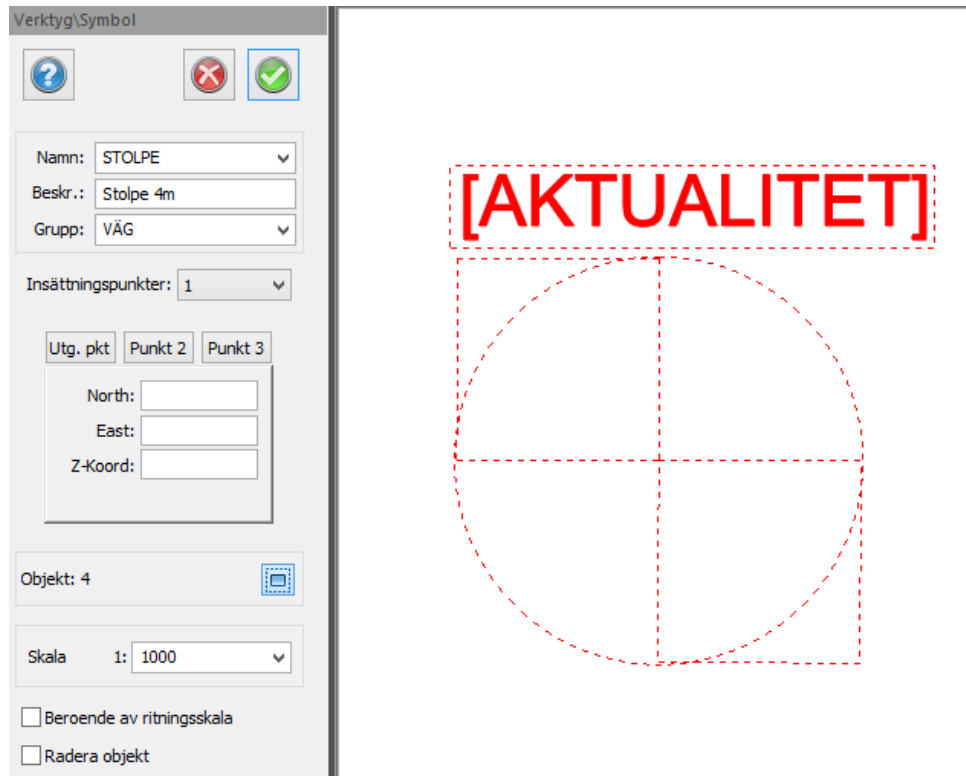 Verktyg\Symbol
?
Namn: STOLPE
Beskr.: Stolpe 4m
Grupp: VÄG
Insättningspunkter: 1
Utg. pkt Punkt 2 Punkt 3
North:
East:
Z-Koord:
Objekt: 4
Skala 1: 1000
Beroende av ritningsskala
Radera objekt
[AKTUALITET]